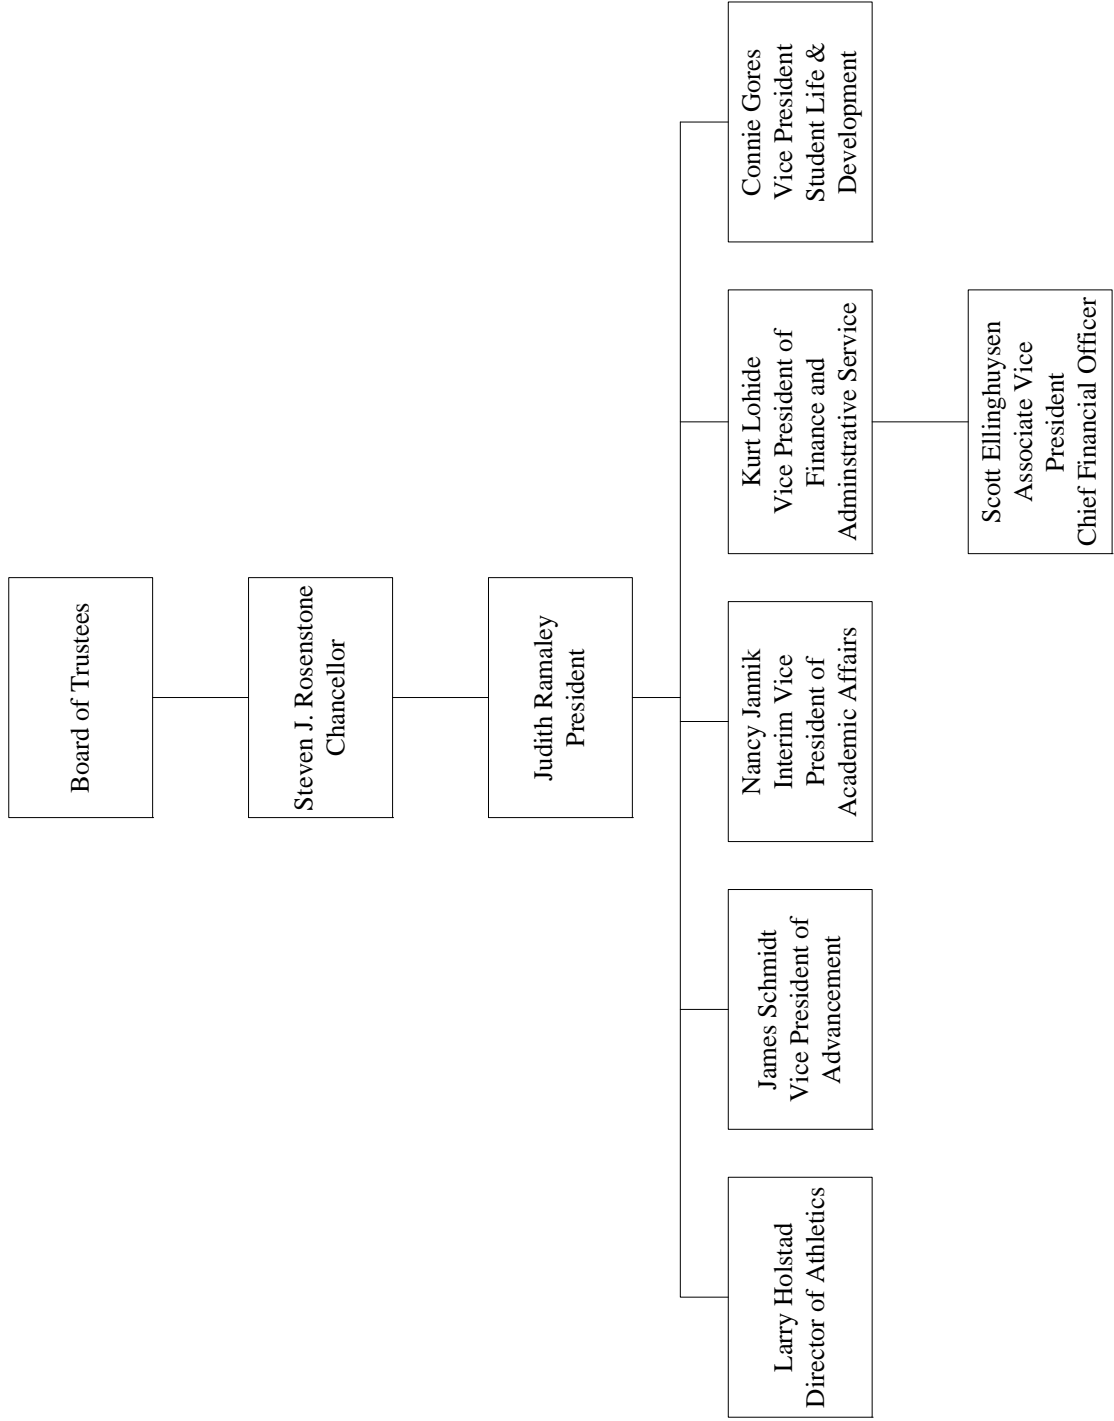 Board of Trustees
Steven J. Rosenstone
Chancellor
Judith Ramaley
President
Larry Holstad
Director of Athletics
James Schmidt
Vice President of
Advancement
Nancy Jannik
Interim Vice
President of
Academic Affairs
Kurt Lohide
Vice President of
Finance and
Adminstrative Service
Connie Gores
Vice President
Student Life &
Development
Scott Ellinghuysen
Associate Vice
President
Chief Financial Officer